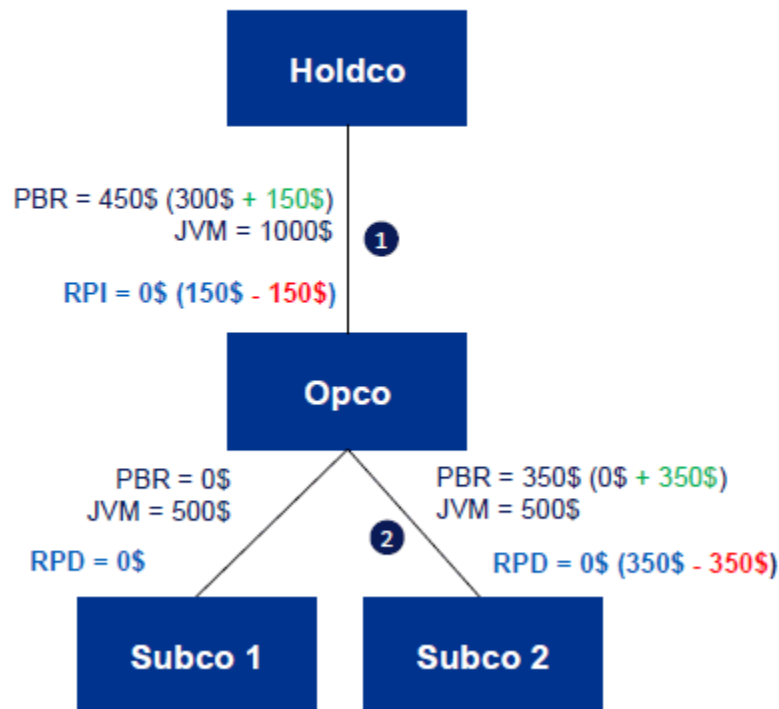 Holdco
PBR = 450$ (300$ + 150$)
JVM = 1000$
1
RPI = 0$ (150$ - 150$)
Opco
PBR = 0$
JVM = 500$
RPD = 0$
PBR = 350$ (0$ + 350$)
JVM = 500$
2
RPD = 0$ (350$ - 350$)
Subco 1
Subco 2